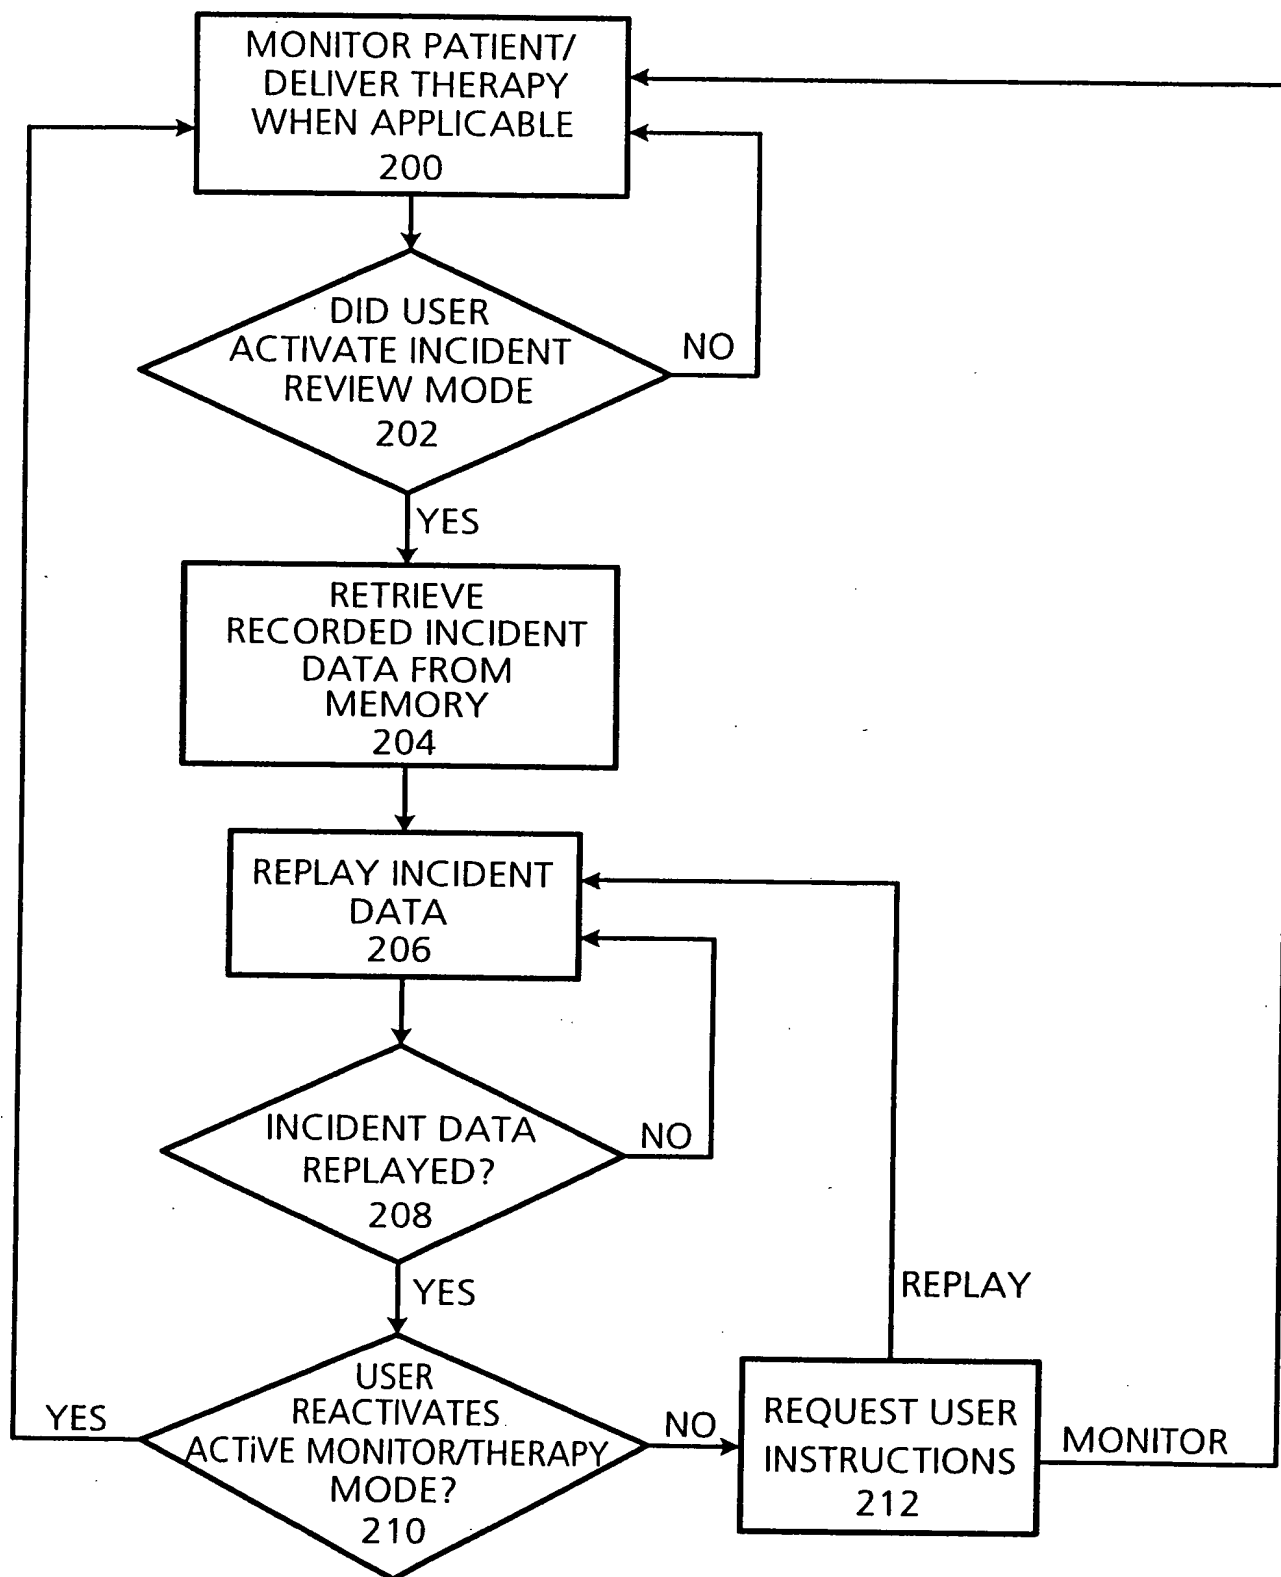 MONITOR PATIENT/
DELIVER THERAPY
WHEN APPLICABLE
200
DID USER
ACTIVATE INCIDENT
REVIEW MODE
202
NO
YES
RETRIEVE
RECORDED INCIDENT
DATA FROM
MEMORY
204
REPLAY INCIDENT
DATA
206
INCIDENT DATA
REPLAYED?
208
NO
YES
REPLAY
USER
REACTIVATES
ACTiVE MONITOR/THERAPY
MODE?
210
YES
NO
REQUEST USER
INSTRUCTIONS
212
MONITOR